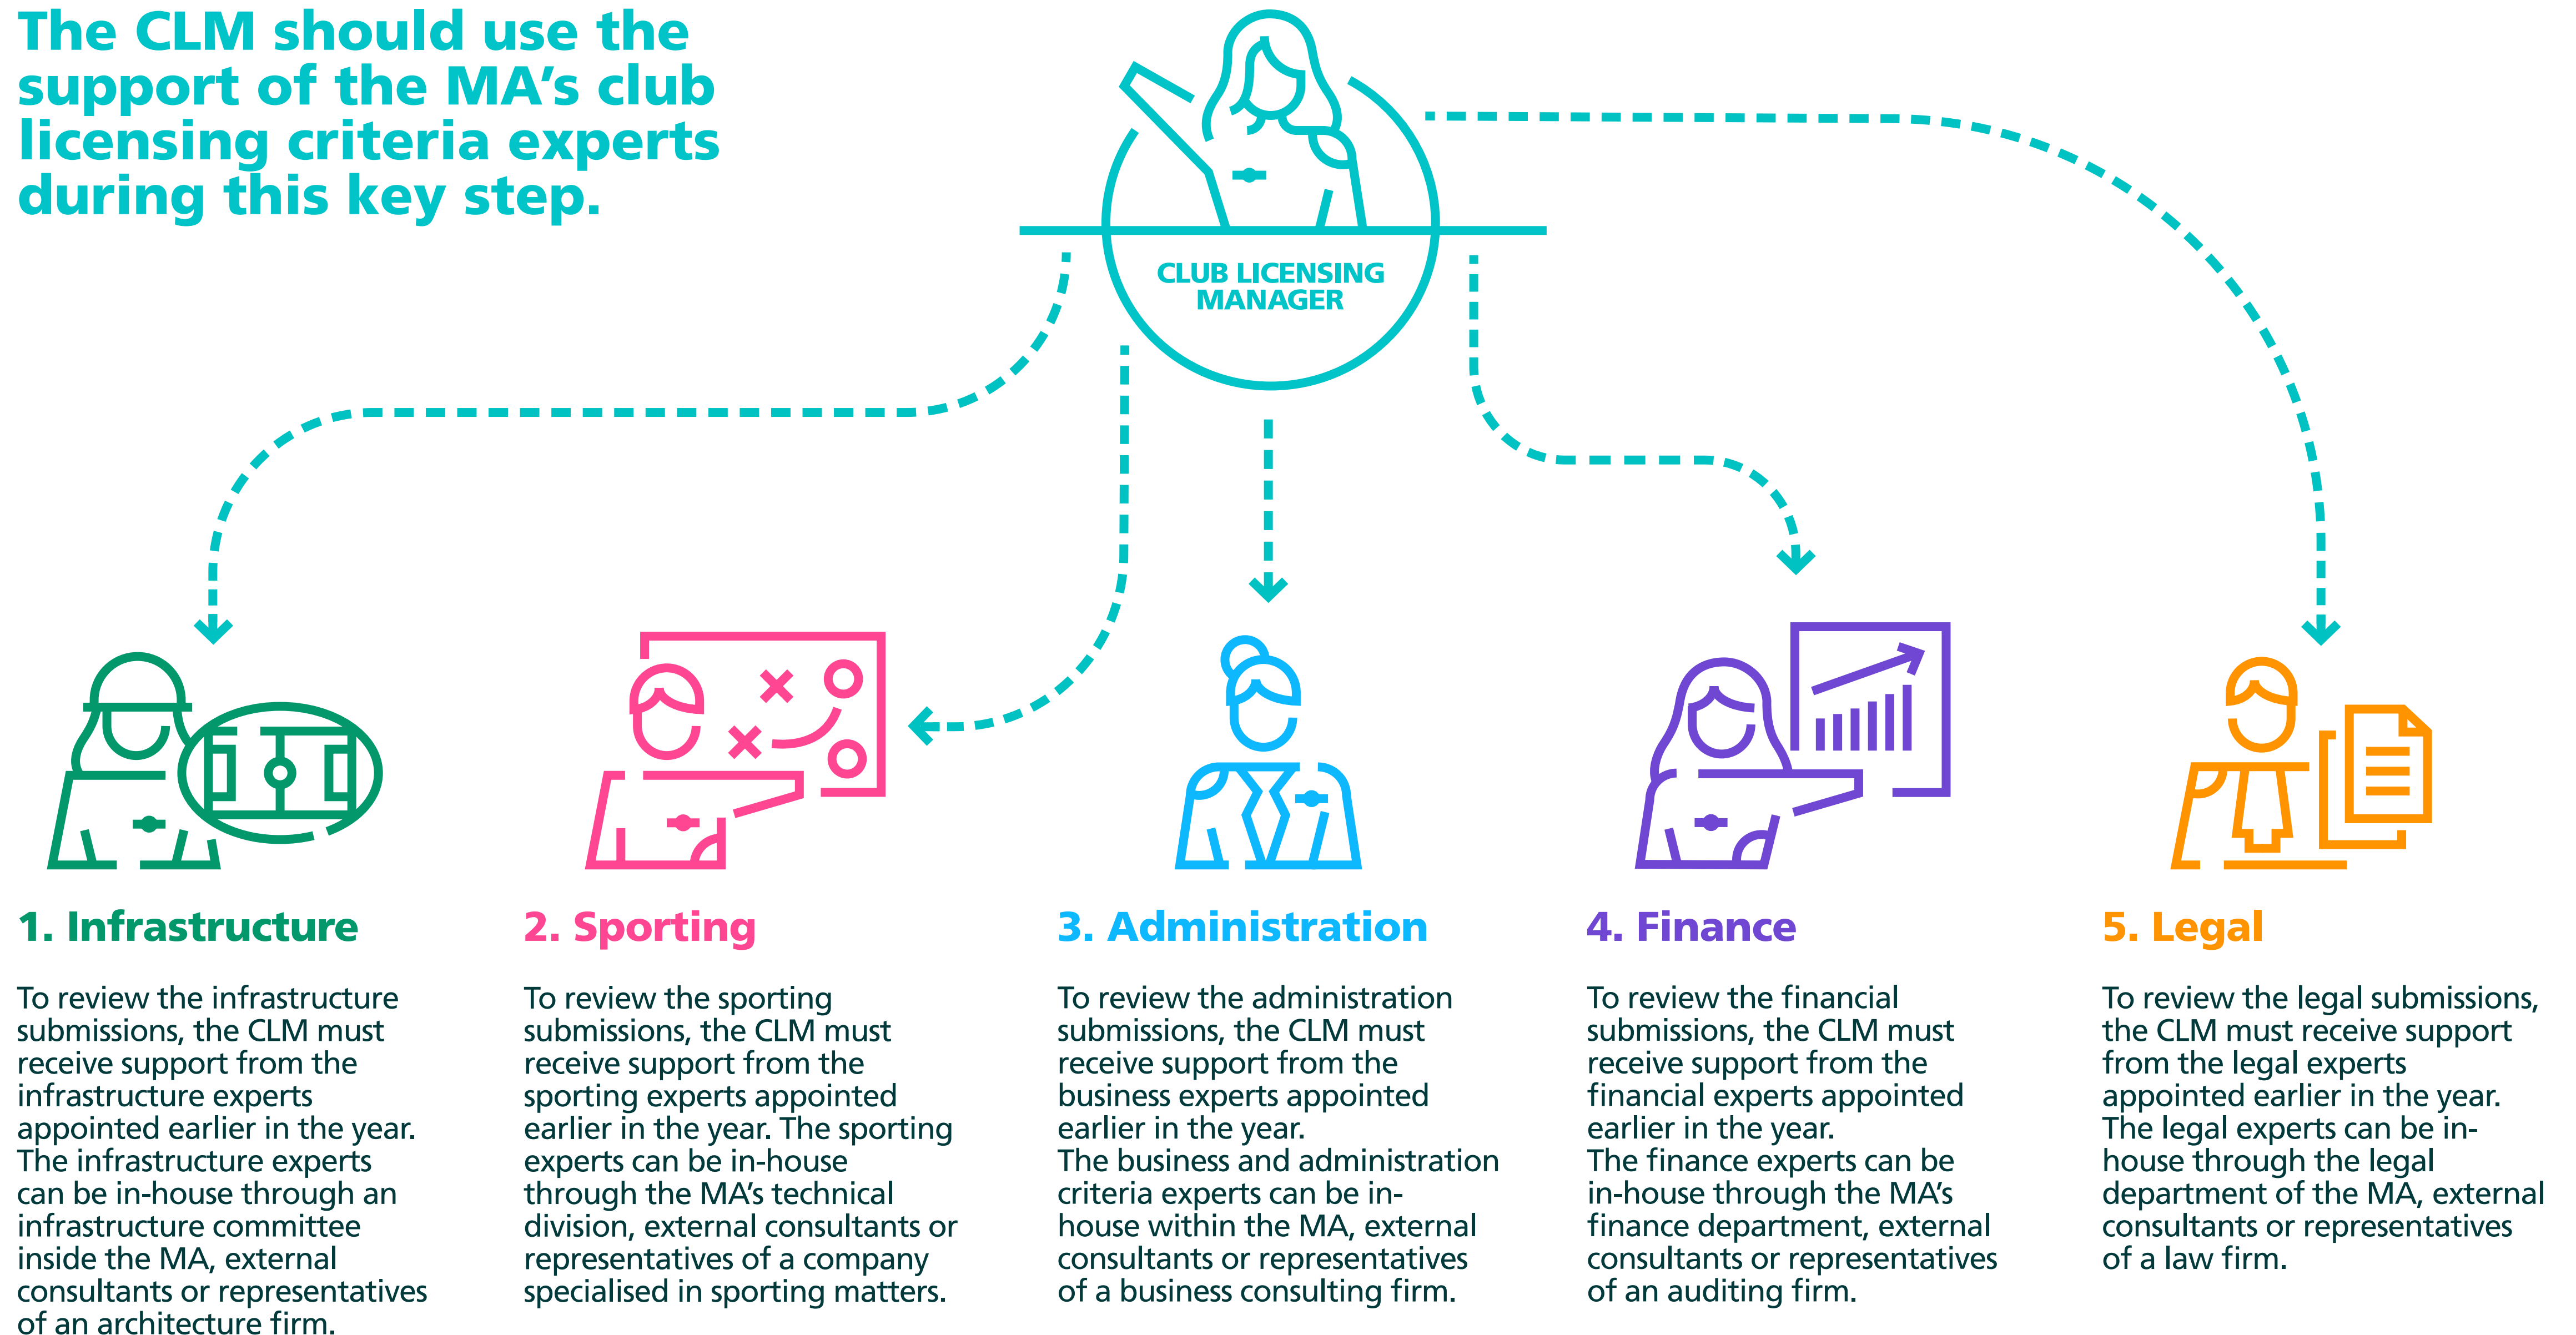 The CLM should use the
support of the MA’s club
licensing criteria experts
during this key step.
CLUB LICENSING
MANAGER
1. Infrastructure
To review the infrastructure
submissions, the CLM must
receive support from the
infrastructure experts
appointed earlier in the year.
The infrastructure experts
can be in-house through an
infrastructure committee
inside the MA, external
consultants or representatives
of an architecture firm.
2. Sporting
To review the sporting
submissions, the CLM must
receive support from the
sporting experts appointed
earlier in the year. The sporting
experts can be in-house
through the MA’s technical
division, external consultants or
representatives of a company
specialised in sporting matters.
3. Administration
To review the administration
submissions, the CLM must
receive support from the
business experts appointed
earlier in the year.
The business and administration
criteria experts can be in-
house within the MA, external
consultants or representatives
of a business consulting firm.
4. Finance
To review the financial
submissions, the CLM must
receive support from the
financial experts appointed
earlier in the year.
The finance experts can be
in-house through the MA’s
finance department, external
consultants or representatives
of an auditing firm.
5. Legal
To review the legal submissions,
the CLM must receive support
from the legal experts
appointed earlier in the year.
The legal experts can be in-
house through the legal
department of the MA, external
consultants or representatives
of a law firm.